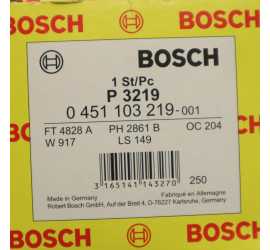 BOSCH
BOSCH
1 St/Pc
P 3219
0 451 103 219-001
FT 4828 A PH 2861 B OC 204
W 917 LS 149
250
3 165141 143270
Made in Germany Fabriqué en Allemagne
Robert Bosch GmbH, Auf der Breit 4, D-76227 Karlsruhe, Germany